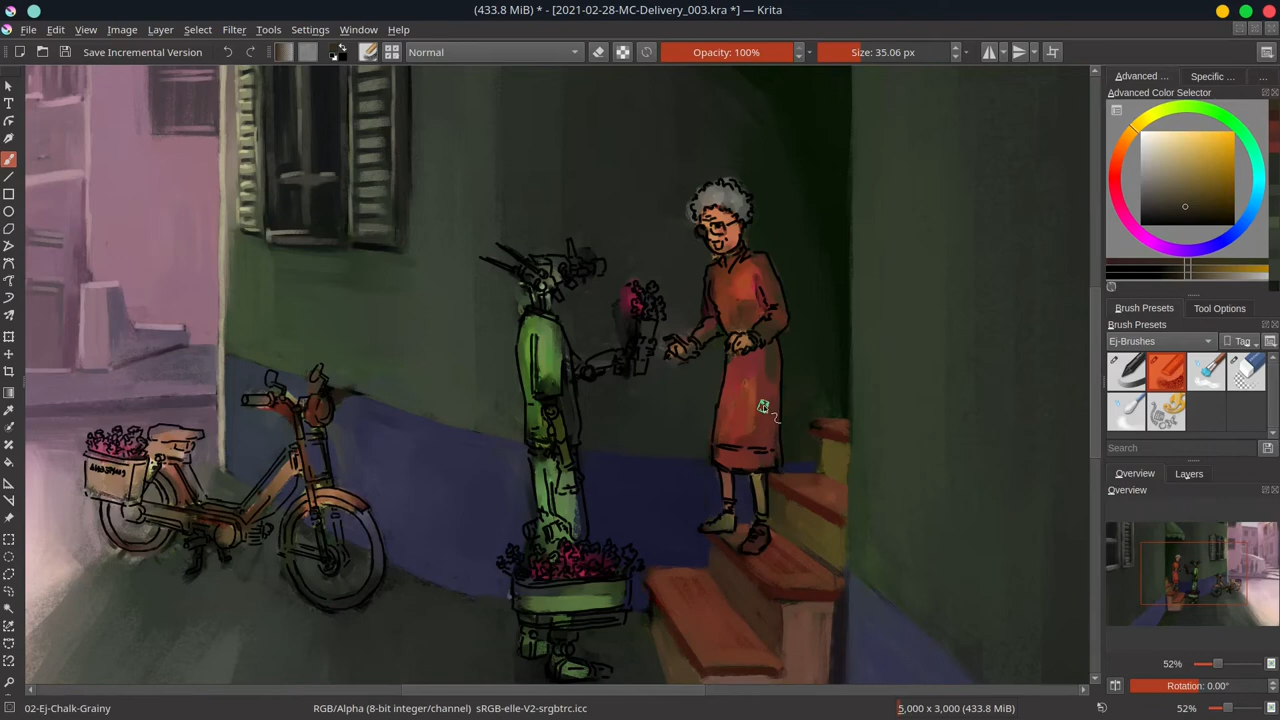 (433.8 MiB) * - [2021-02-28-MC-Delivery_003.kra *] — Krita
File Edit View Image Layer Select Filter Tools Settings Window Help
Save Incremental Version Normal Opacity: 100% Size: 35.06 px
Advanced ... Specific ... ...
Advanced Color Selector
Brush Presets Tool Options
Brush Presets
Ej-Brushes Tag
Search
Overview Layers
Overview
52%
Rotation: 0.00°
02-Ej-Chalk-Grainy RGB/Alpha (8-bit integer/channel) sRGB-elle-V2-srgbtrc.icc 5,000 x 3,000 (433.8 MiB) 52%